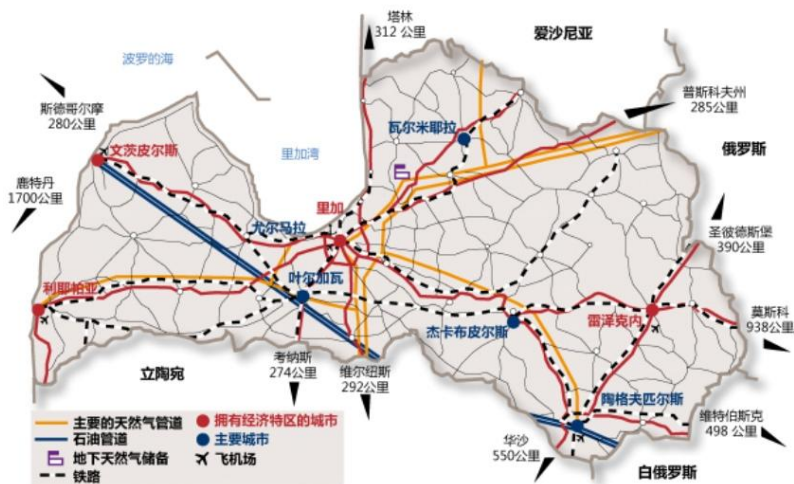 塔林
312 公里
爱沙尼亚
波罗的海
斯德哥尔摩
280公里
普斯科夫州
285公里
瓦尔米耶拉
文茨皮尔斯
里加湾
俄罗斯
鹿特丹
1700公里
里加
尤尔马拉
圣彼德斯堡
390公里
叶尔加瓦
利耶帕亚
雷泽克内
莫斯科
938公里
杰卡布皮尔斯
考纳斯
274公里
维尔纽斯
292公里
立陶宛
陶格夫匹尔斯
维特伯斯克
498 公里
华沙
550公里
白俄罗斯
主要的天然气管道
拥有经济特区的城市
石油管道
主要城市
地下天然气储备
飞机场
铁路